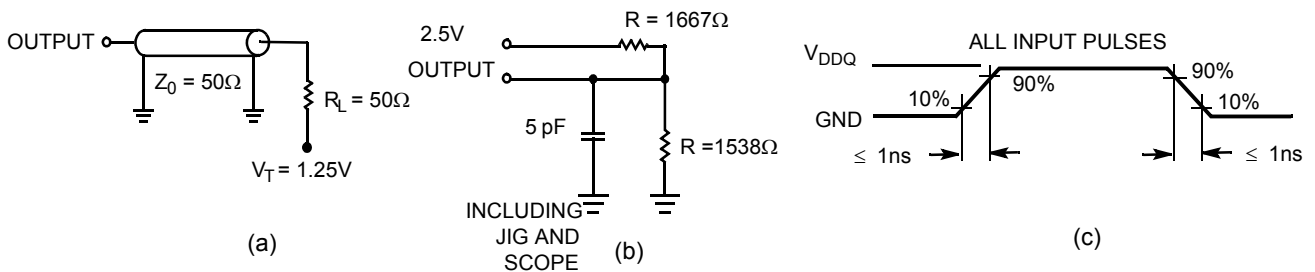 OUTPUT
Z0 = 50Ω
RL = 50Ω
VT = 1.25V
(a)
R = 1667Ω
2.5V
OUTPUT
5 pF
R =1538Ω
INCLUDING
JIG AND
SCOPE
(b)
ALL INPUT PULSES
VDDQ
90%
90%
10%
10%
GND
≤ 1ns
≤ 1ns
(c)